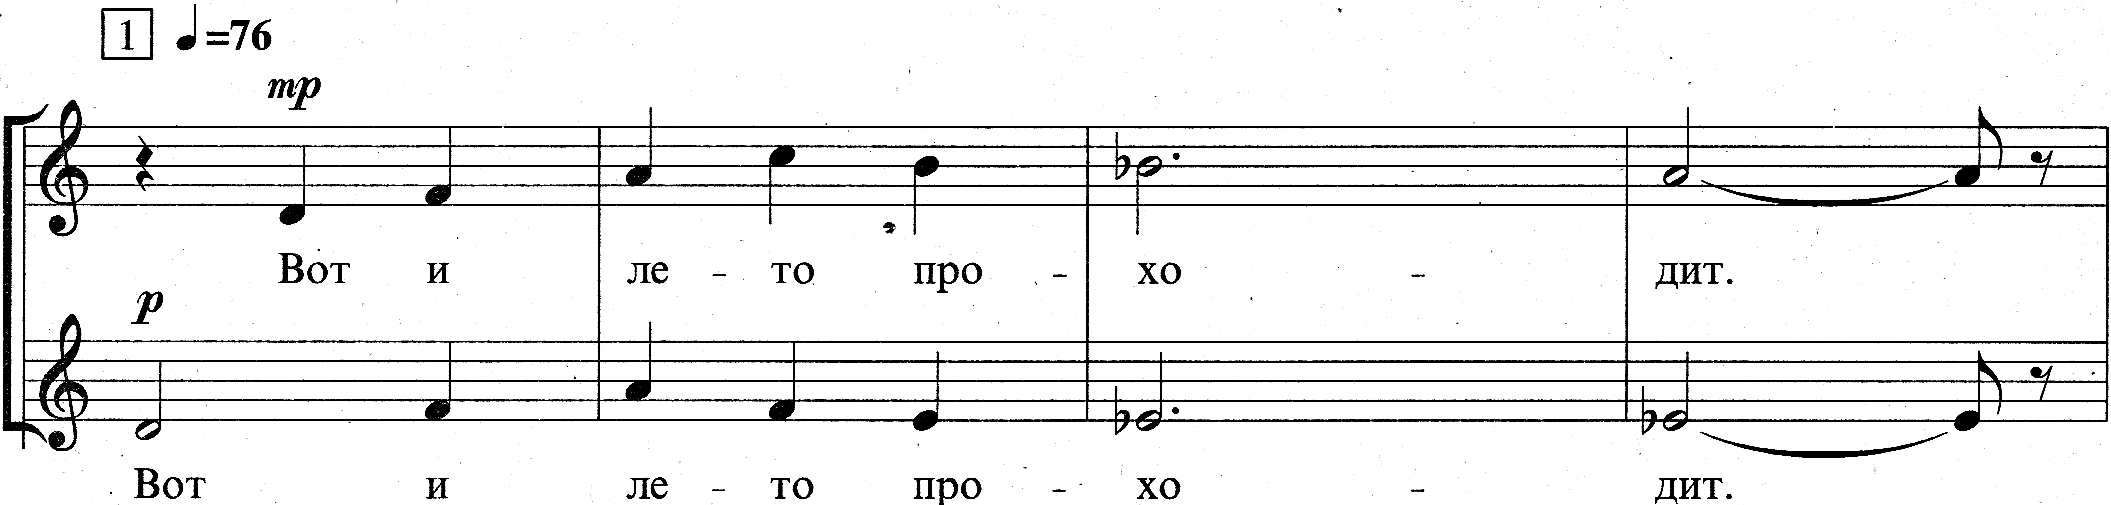 1 ♩=76
mp
Вот и ле - то про - хо - дит.
p
Вот и ле - то про - хо - дит.